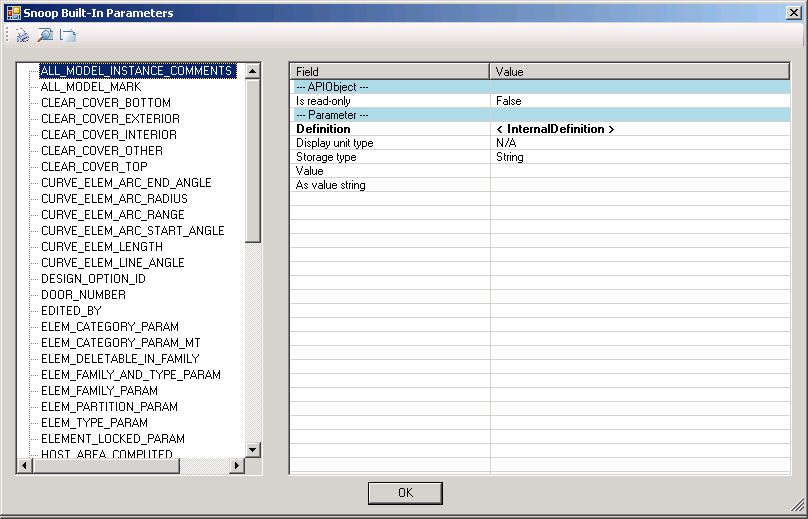 Snoop Built-In Parameters
ALL_MODEL_INSTANCE_COMMENTS
ALL_MODEL_MARK
CLEAR_COVER_BOTTOM
CLEAR_COVER_EXTERIOR
CLEAR_COVER_INTERIOR
CLEAR_COVER_OTHER
CLEAR_COVER_TOP
CURVE_ELEM_ARC_END_ANGLE
CURVE_ELEM_ARC_RADIUS
CURVE_ELEM_ARC_RANGE
CURVE_ELEM_ARC_START_ANGLE
CURVE_ELEM_LENGTH
CURVE_ELEM_LINE_ANGLE
DESIGN_OPTION_ID
DOOR_NUMBER
EDITED_BY
ELEM_CATEGORY_PARAM
ELEM_CATEGORY_PARAM_MT
ELEM_DELETABLE_IN_FAMILY
ELEM_FAMILY_AND_TYPE_PARAM
ELEM_FAMILY_PARAM
ELEM_PARTITION_PARAM
ELEM_TYPE_PARAM
ELEMENT_LOCKED_PARAM
HOST_AREA_COMPUTED
Field Value
--- APIObject ---
Is read-only False
--- Parameter ---
Definition < InternalDefinition >
Display unit type N/A
Storage type String
Value
As value string
OK